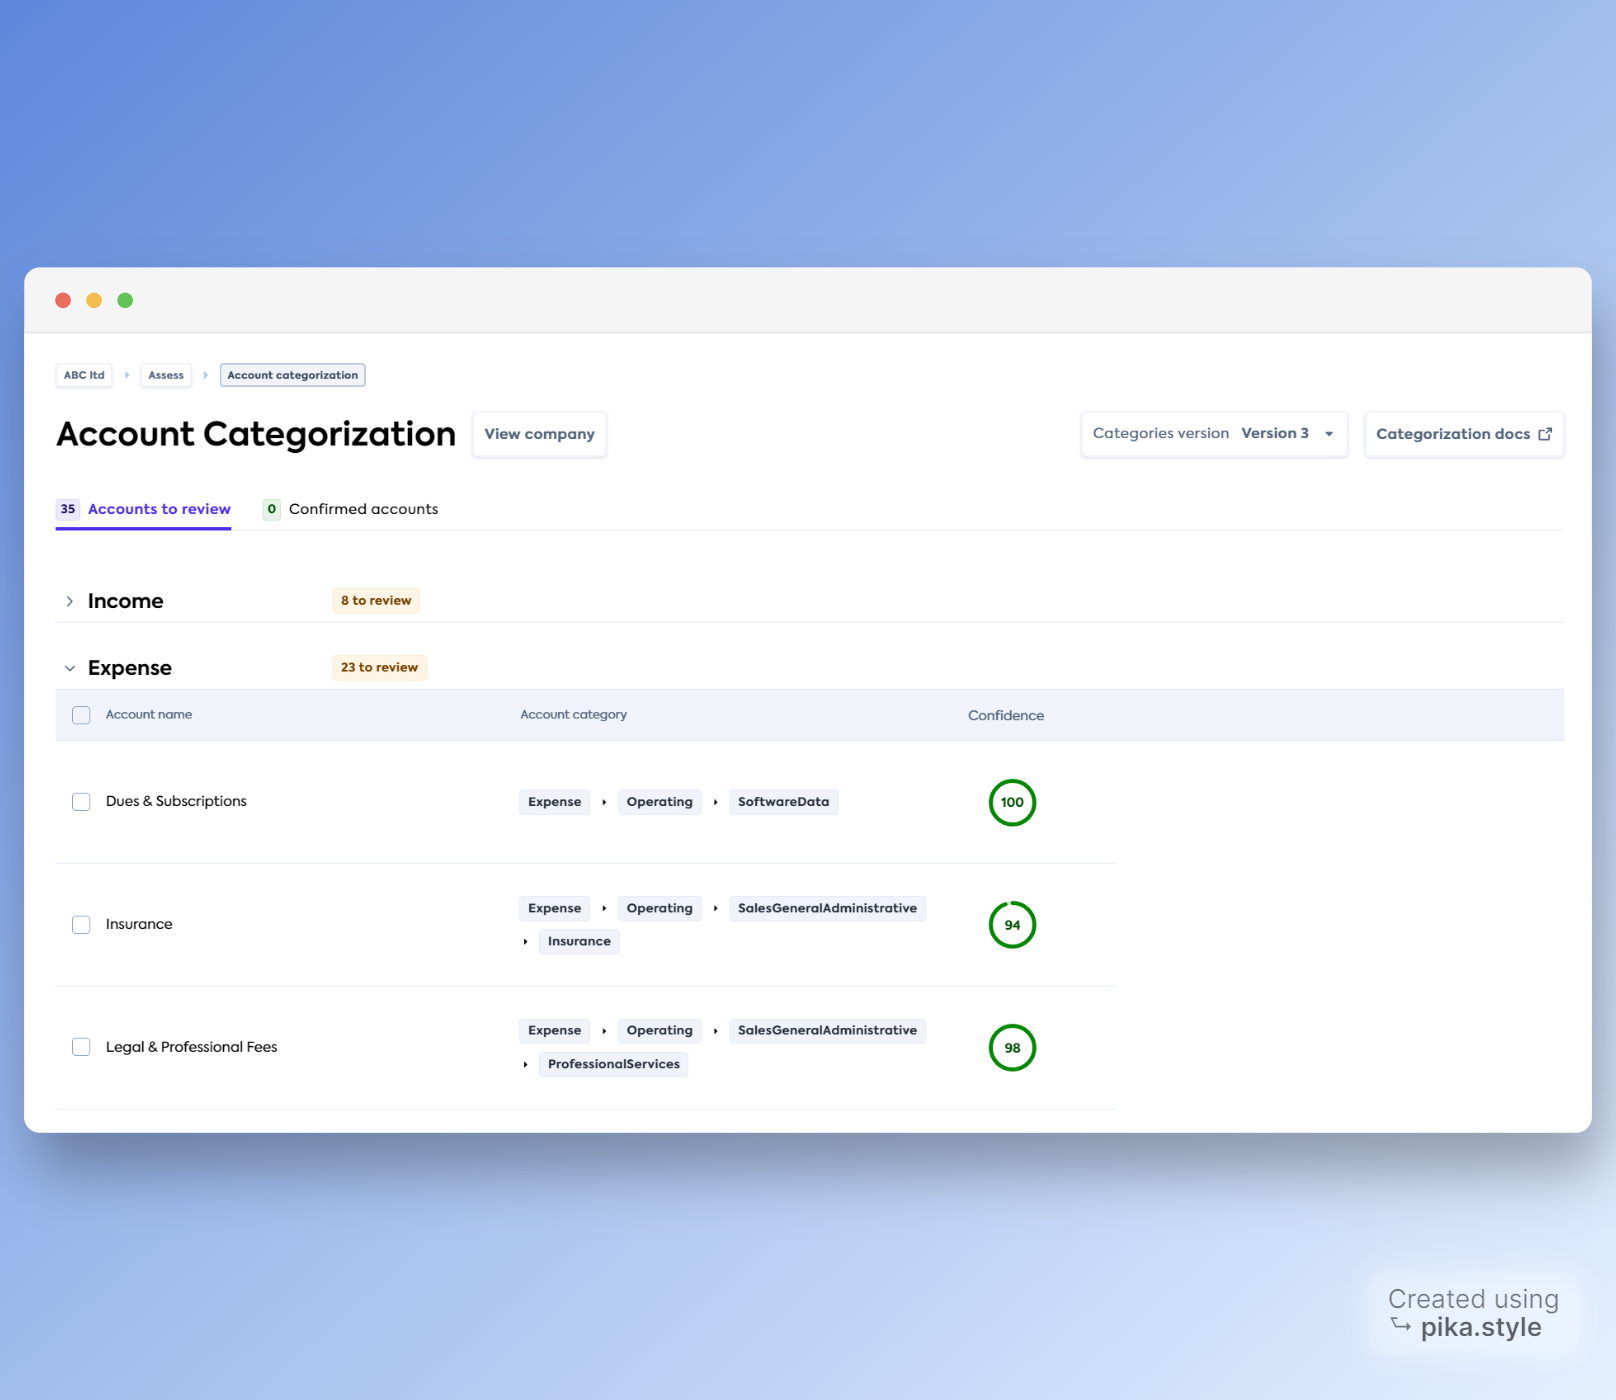 ABC ltd Assess Account categorization
Account Categorization View company Categories version Version 3 Categorization docs
35 Accounts to review 0 Confirmed accounts
Income 8 to review
Expense 23 to review
Account name Account category Confidence
Dues & Subscriptions Expense Operating SoftwareData 100
Insurance Expense Operating SalesGeneralAdministrative
Insurance 94
Legal & Professional Fees Expense Operating SalesGeneralAdministrative
ProfessionalServices 98
Created using
pika.style